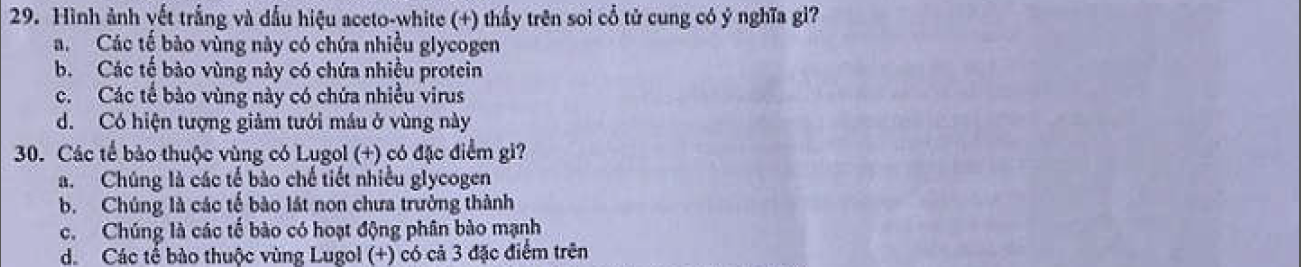 29. Hình ảnh vết trắng và dấu hiệu aceto-white (+) thấy trên soi cổ tử cung có ý nghĩa gì?
a. Các tế bào vùng này có chứa nhiều glycogen
b. Các tế bào vùng này có chứa nhiều protein
c. Các tế bào vùng này có chứa nhiều virus
d. Có hiện tượng giảm tưới máu ở vùng này
30. Các tế bào thuộc vùng có Lugol (+) có đặc điểm gì?
a. Chúng là các tế bào chế tiết nhiều glycogen
b. Chúng là các tế bào lát non chưa trưởng thành
c. Chúng là các tế bào có hoạt động phân bào mạnh
d. Các tế bào thuộc vùng Lugol (+) có cả 3 đặc điểm trên